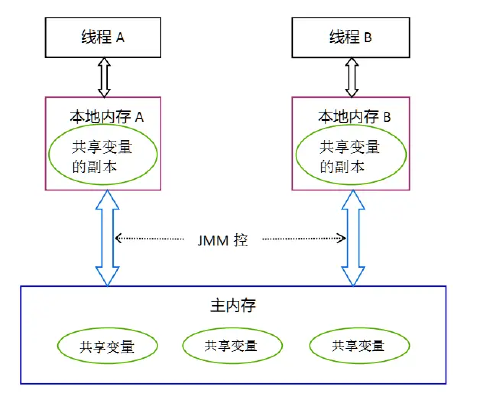 线程 A
线程 B
本地内存 A
本地内存 B
共享变量
的副本
共享变量
的副本
JMM 控
主内存
共享变量
共享变量
共享变量